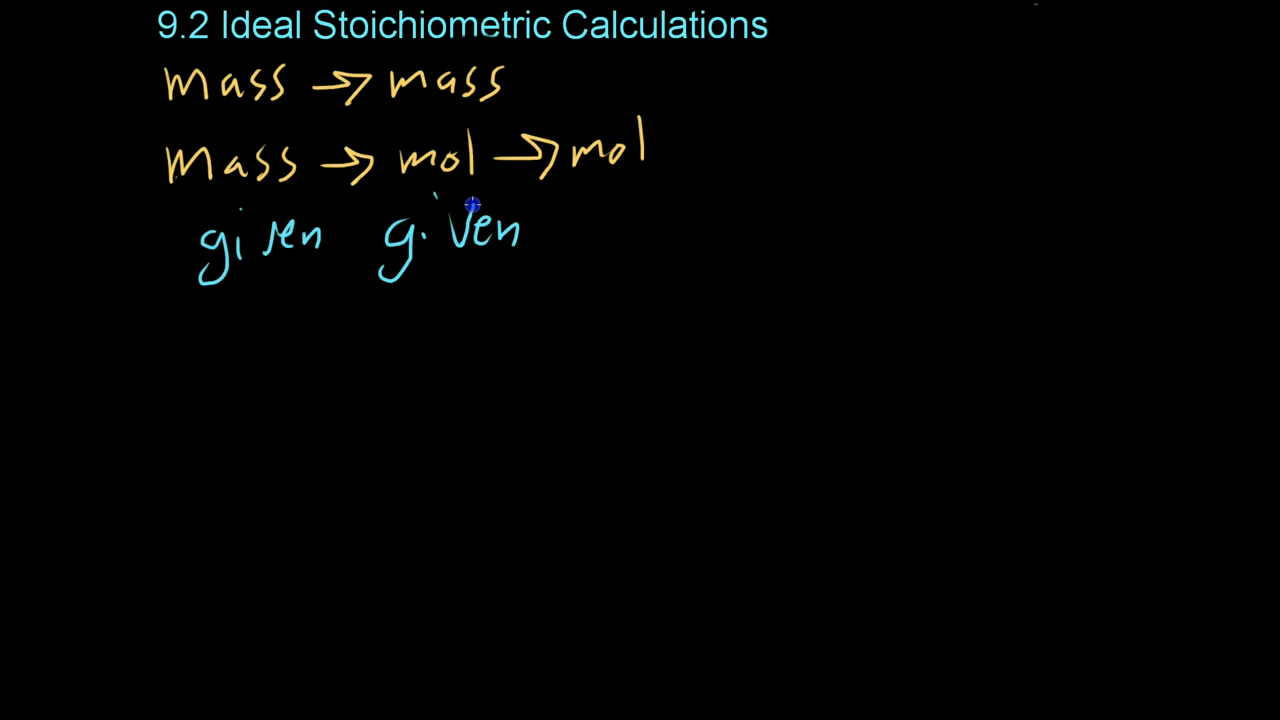 9.2 Ideal Stoichiometric Calculations
mass → mass
mass → mol → mol
given given